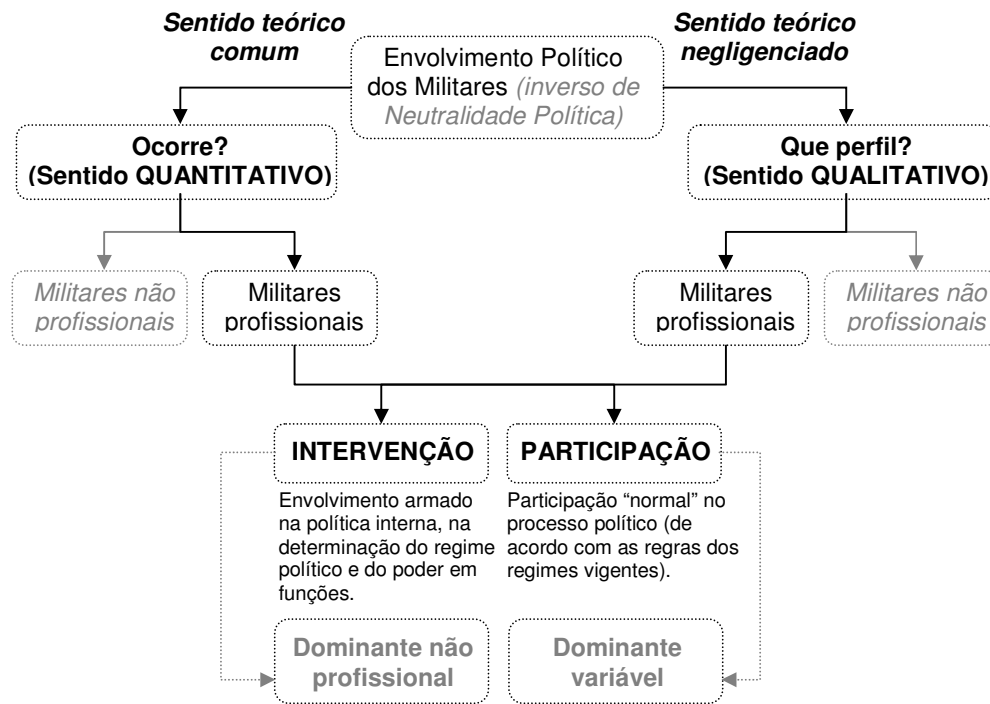 Sentido teórico
comum
Sentido teórico
negligenciado
Envolvimento Político
dos Militares (inverso de
Neutralidade Política)
Ocorre?
(Sentido QUANTITATIVO)
Que perfil?
(Sentido QUALITATIVO)
Militares não
profissionais
Militares
profissionais
Militares
profissionais
Militares não
profissionais
INTERVENÇÃO
PARTICIPAÇÃO
Envolvimento armado
na política interna, na
determinação do regime
político e do poder em
funções.
Participação “normal” no
processo político (de
acordo com as regras dos
regimes vigentes).
Dominante não
profissional
Dominante
variável